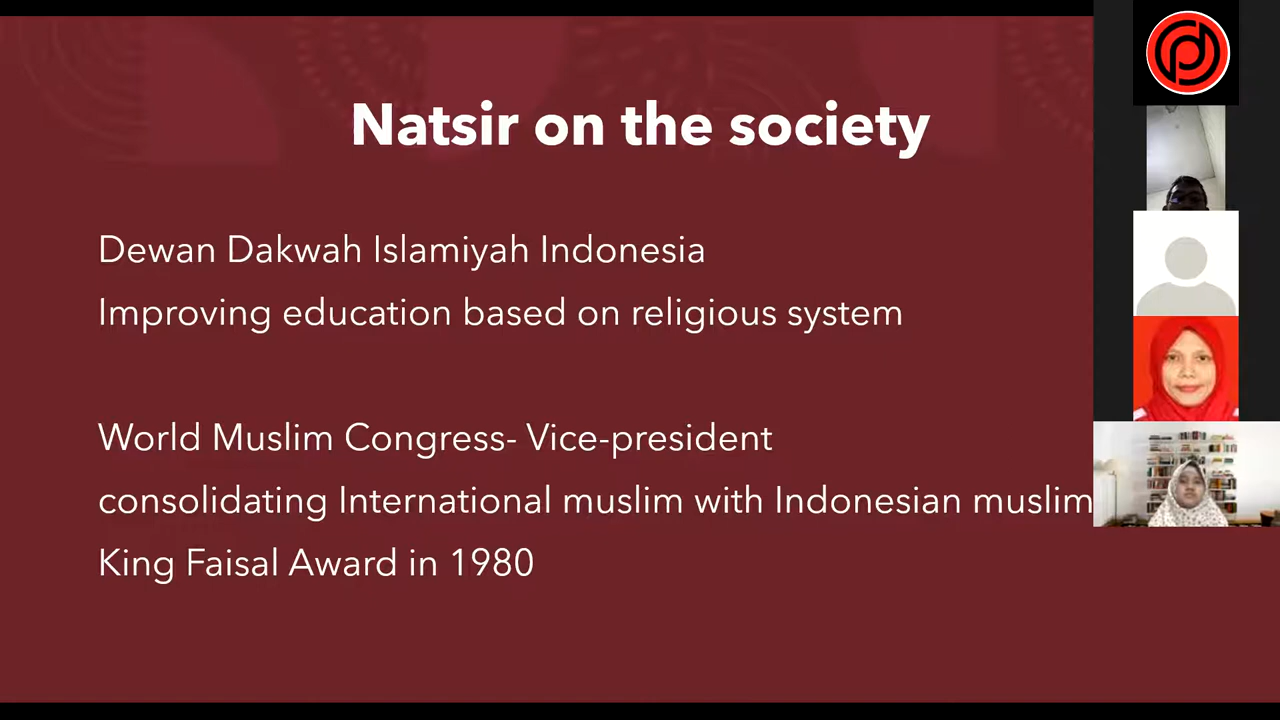 Natsir on the society
Dewan Dakwah Islamiyah Indonesia
Improving education based on religious system
World Muslim Congress- Vice-president
consolidating International muslim with Indonesian muslim
King Faisal Award in 1980